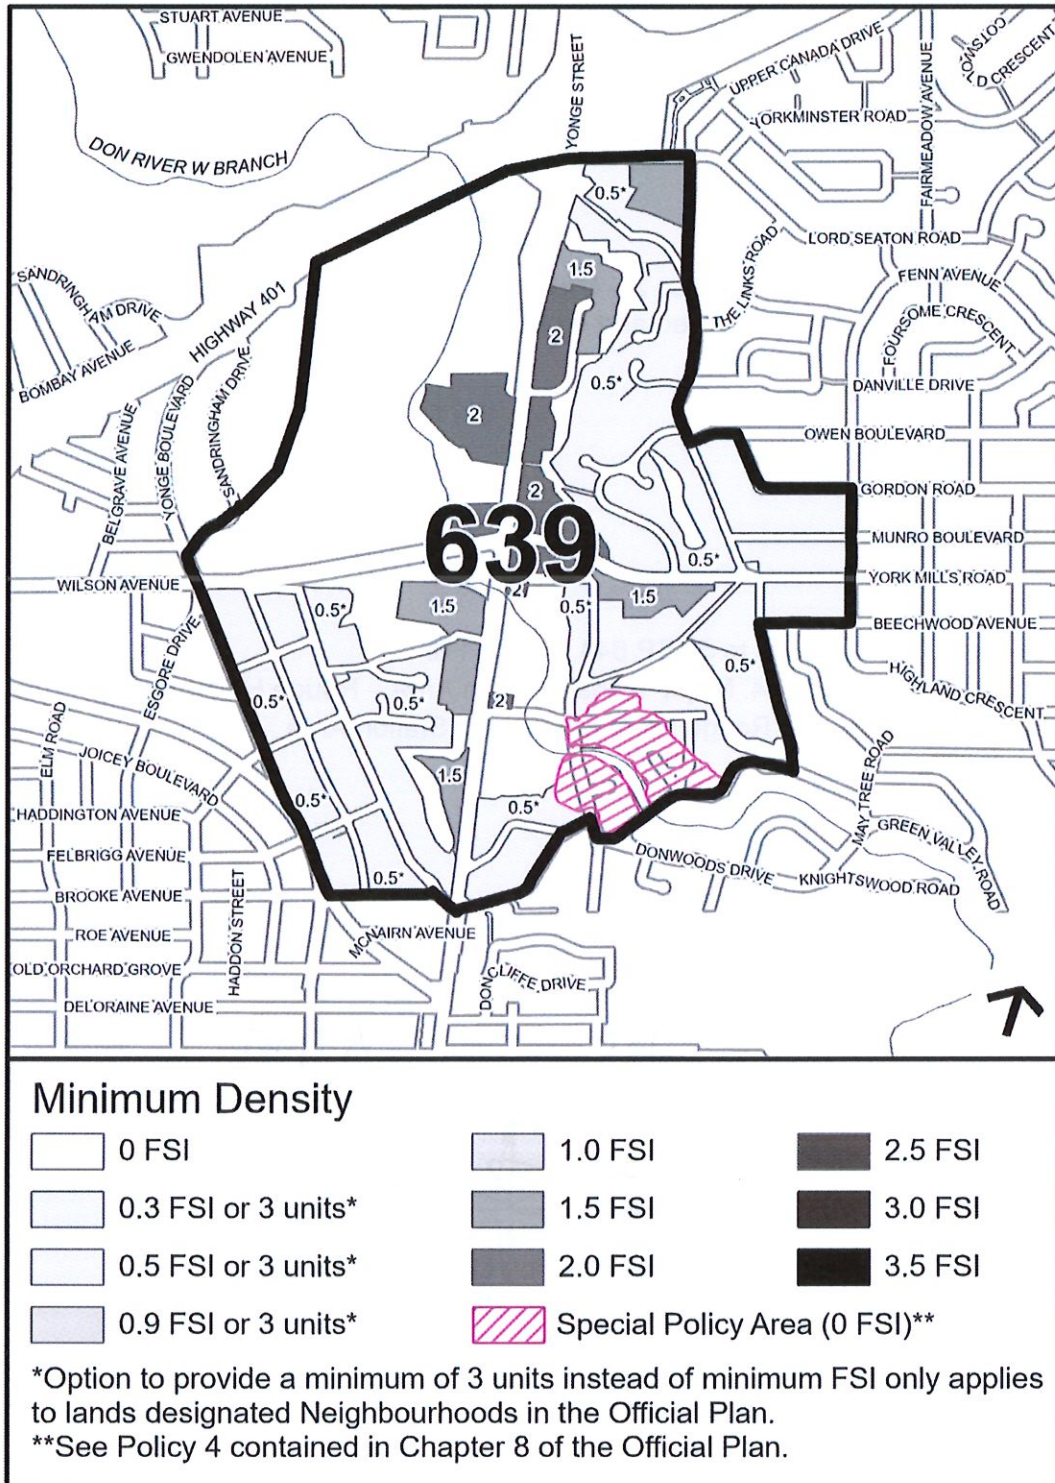 STUART AVENUE
GWENDOLEN AVENUE
YONGE STREET
UPPER CANADA DRIVE
COTSWOLD CRESCENT
YORKMINSTER ROAD
FAIRMEADOW AVENUE
DON RIVER W BRANCH
0.5*
LORD SEATON ROAD
SANDRINGHAM DRIVE
HIGHWAY 401
1.5
THE LINKS ROAD
FENN AVENUE
FOURSOME CRESCENT
2
BOMBAY AVENUE
YONGE BOULEVARD
SANDRINGHAM DRIVE
0.5*
DANVILLE DRIVE
BELGRAVE AVENUE
2
OWEN BOULEVARD
2
GORDON ROAD
639
MUNRO BOULEVARD
0.5*
WILSON AVENUE
YORK MILLS ROAD
0.5*
1.5
2
0.5*
1.5
BEECHWOOD AVENUE
ESGORE DRIVE
0.5*
HIGHLAND CRESCENT
0.5*
0.5*
2
ELM ROAD
JOICEY BOULEVARD
MAY TREE ROAD
1.5
0.5*
0.5*
HADDINGTON AVENUE
GREEN VALLEY ROAD
FELBRIGG AVENUE
DONWOODS DRIVE
KNIGHTSWOOD ROAD
0.5*
BROOKE AVENUE
HADDON STREET
ROE AVENUE
MCNAIRN AVENUE
OLD ORCHARD GROVE
DONCLIFFE DRIVE
DELORAINE AVENUE
Minimum Density
0 FSI
0.3 FSI or 3 units*
0.5 FSI or 3 units*
0.9 FSI or 3 units*
1.0 FSI
1.5 FSI
2.0 FSI
Special Policy Area (0 FSI)**
2.5 FSI
3.0 FSI
3.5 FSI
*Option to provide a minimum of 3 units instead of minimum FSI only applies
to lands designated Neighbourhoods in the Official Plan.
**See Policy 4 contained in Chapter 8 of the Official Plan.